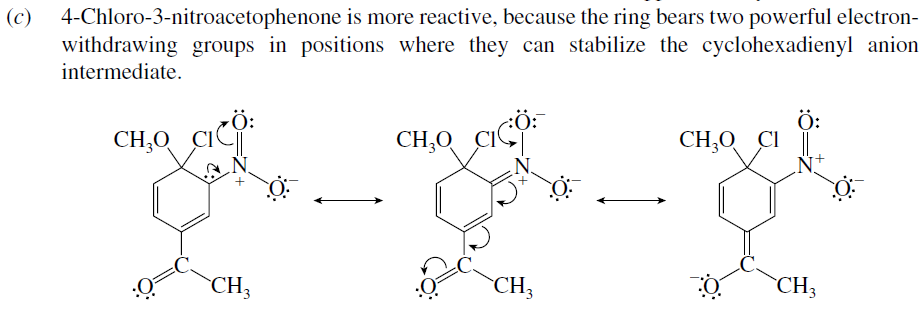 (c) 4-Chloro-3-nitroacetophenone is more reactive, because the ring bears two powerful electron-
withdrawing groups in positions where they can stabilize the cyclohexadienyl anion
intermediate.
CH₃O Cl :Ö: N + :Ö:⁻ C :O: CH₃
CH₃O Cl :Ö:⁻ N + :Ö:⁻ C :O: CH₃
CH₃O Cl Ö: N⁺ :Ö:⁻ C ⁻:Ö: CH₃